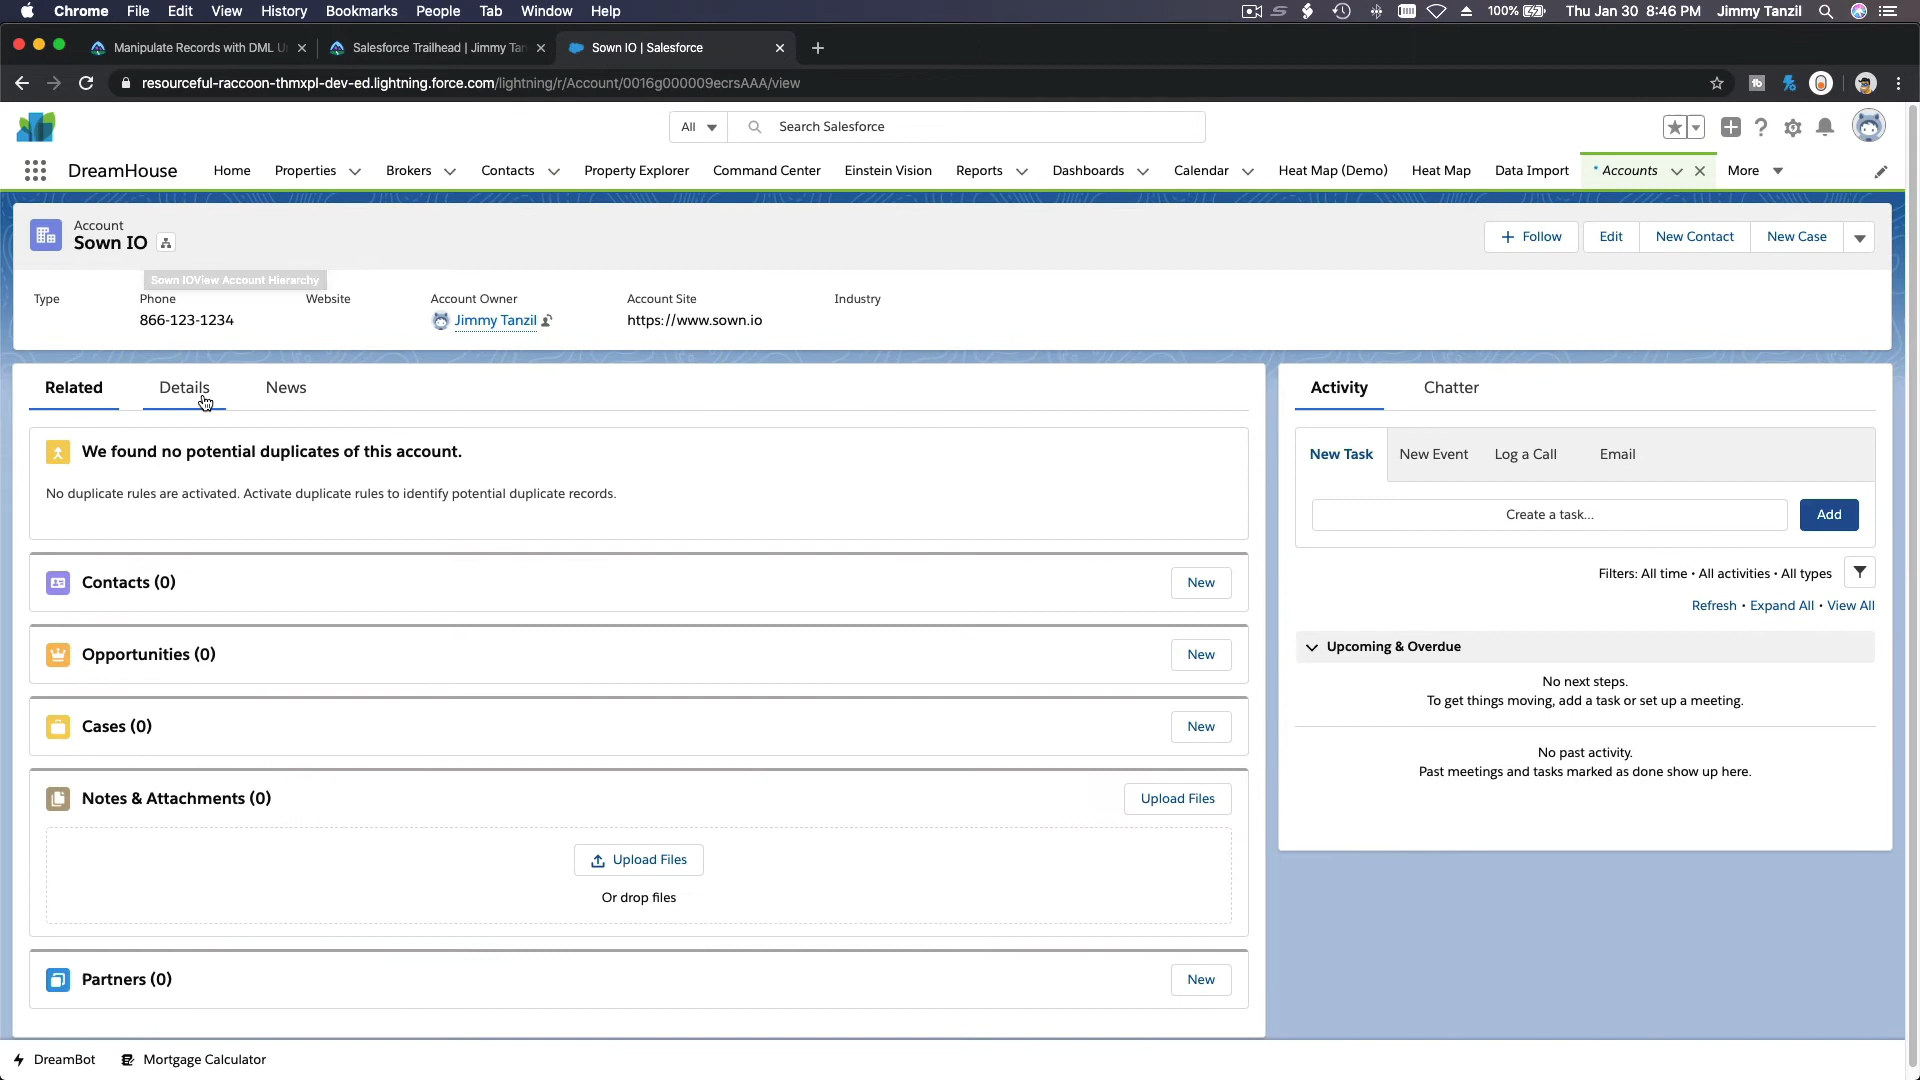 Chrome File Edit View History Bookmarks People Tab Window Help
100% Thu Jan 30 8:46 PM Jimmy Tanzil
Manipulate Records with DML U
Salesforce Trailhead | Jimmy Tan
Sown IO | Salesforce
resourceful-raccoon-thmxpl-dev-ed.lightning.force.com/lightning/r/Account/0016g000009ecrsAAA/view
All Search Salesforce
DreamHouse Home Properties Brokers Contacts Property Explorer Command Center Einstein Vision Reports Dashboards Calendar Heat Map (Demo) Heat Map Data Import * Accounts More
Account
Sown IO
+ Follow Edit New Contact New Case
Sown IOView Account Hierarchy
Type Phone Website Account Owner Account Site Industry
866-123-1234 Jimmy Tanzil https://www.sown.io
Related Details News
We found no potential duplicates of this account.
No duplicate rules are activated. Activate duplicate rules to identify potential duplicate records.
Contacts (0) New
Opportunities (0) New
Cases (0) New
Notes & Attachments (0) Upload Files
Upload Files
Or drop files
Partners (0) New
Activity Chatter
New Task New Event Log a Call Email
Create a task... Add
Filters: All time • All activities • All types
Refresh • Expand All • View All
Upcoming & Overdue
No next steps.
To get things moving, add a task or set up a meeting.
No past activity.
Past meetings and tasks marked as done show up here.
DreamBot Mortgage Calculator